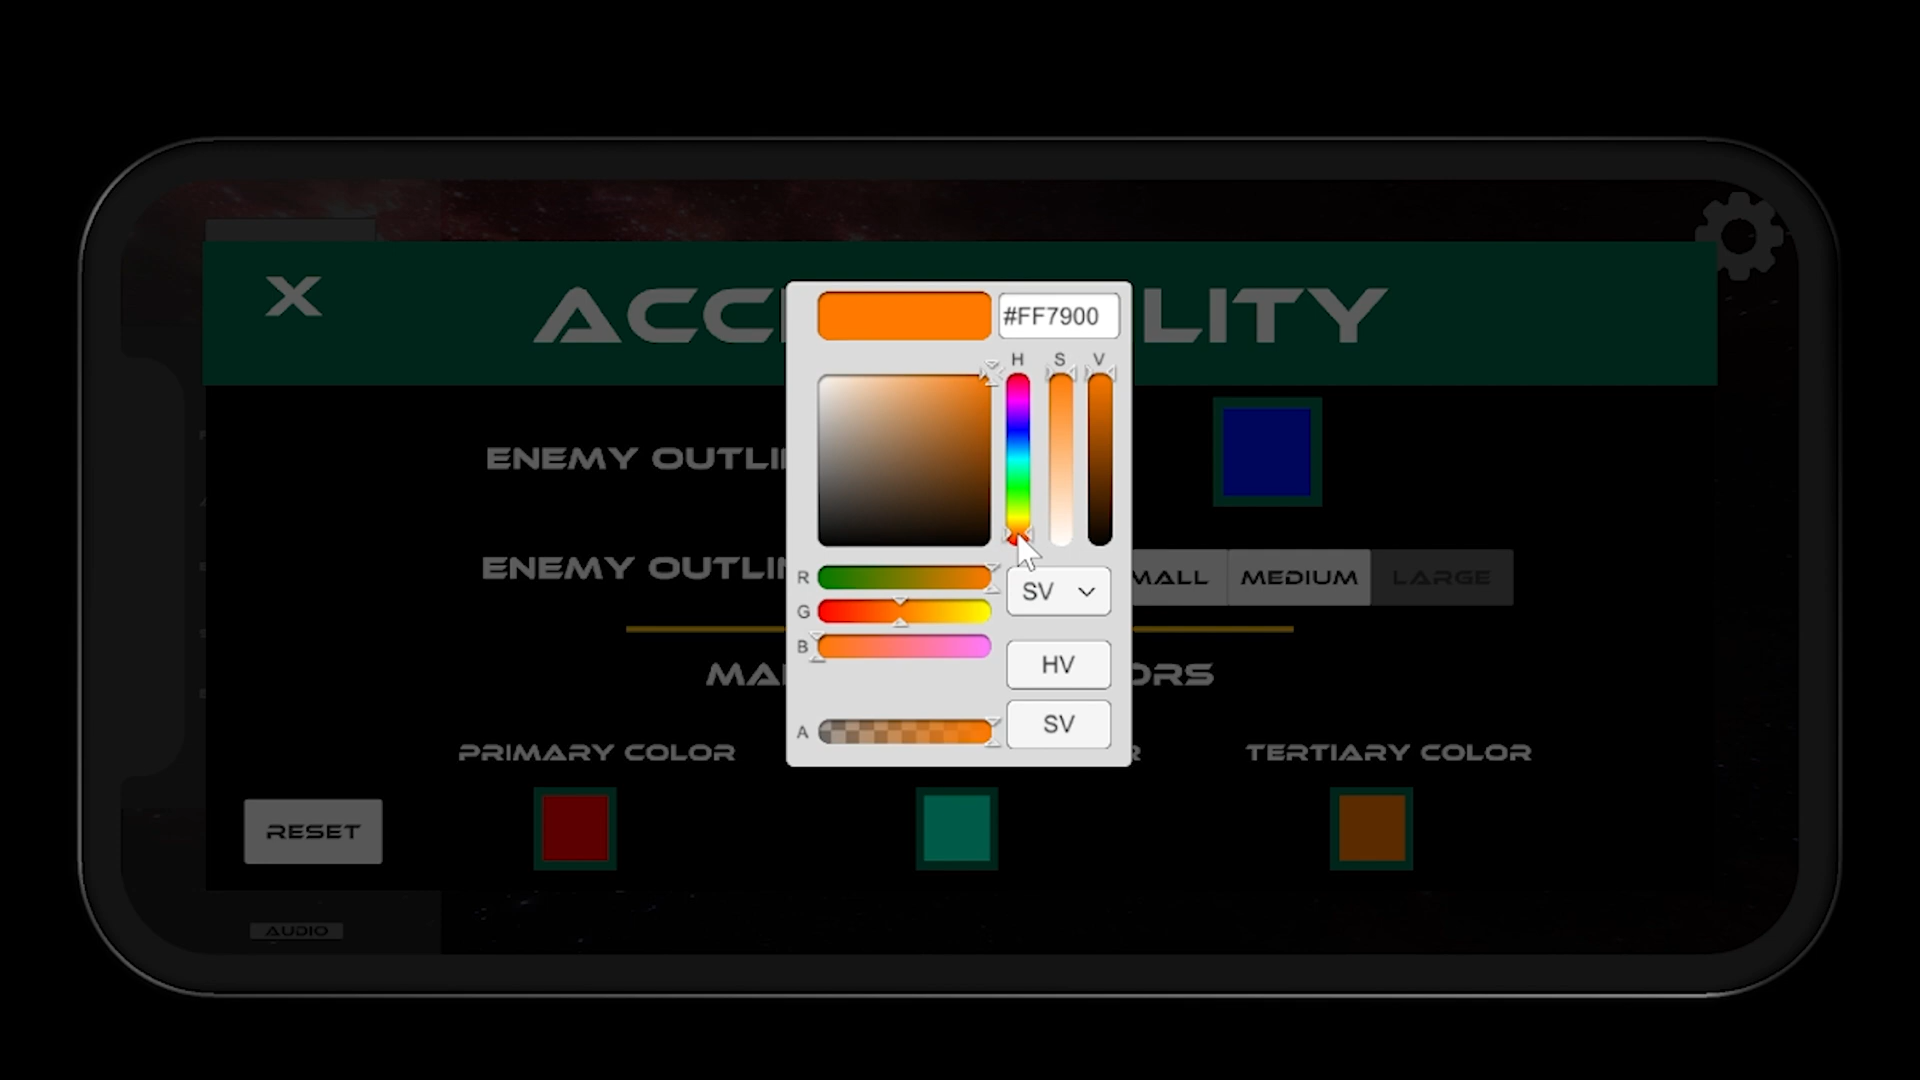 X
ACC
LITY
#FF7900
H S V
ENEMY OUTLI
ENEMY OUTLI
MALL MEDIUM LARGE
R
SV
G
B
HV
MA
ORS
SV
A
PRIMARY COLOR
R
TERTIARY COLOR
RESET
AUDIO